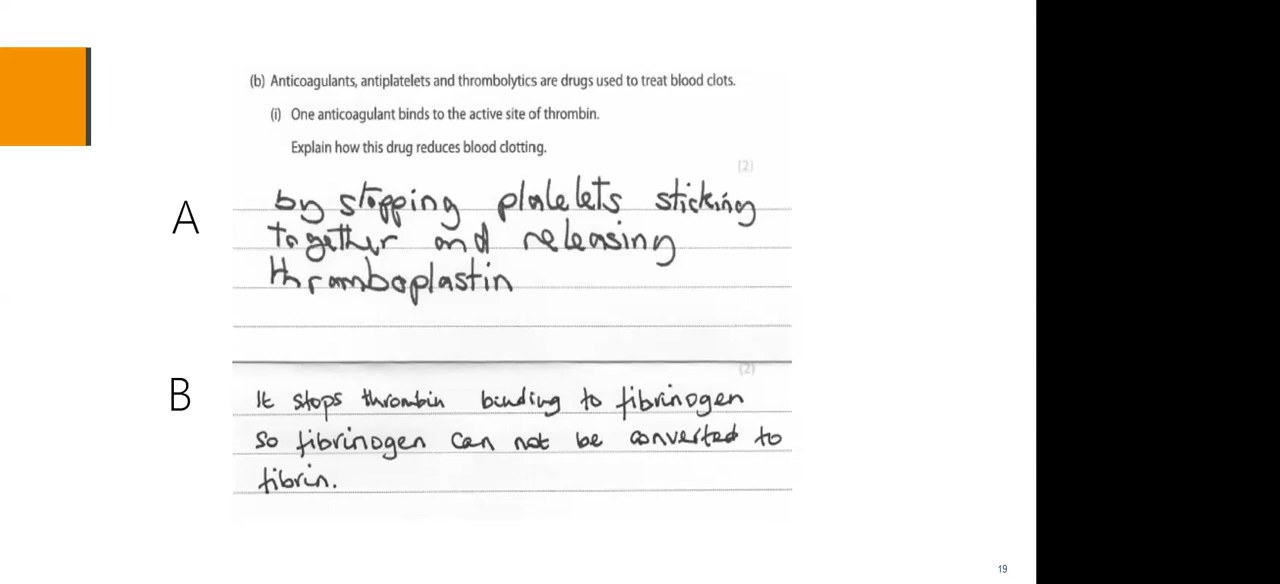 (b) Anticoagulants, antiplatelets and thrombolytics are drugs used to treat blood clots.
(i) One anticoagulant binds to the active site of thrombin.
Explain how this drug reduces blood clotting.
(2)
A
by stopping platelets sticking
together and releasing
thromboplastin
(2)
B
It stops thrombin binding to fibrinogen
so fibrinogen can not be converted to
fibrin.
19